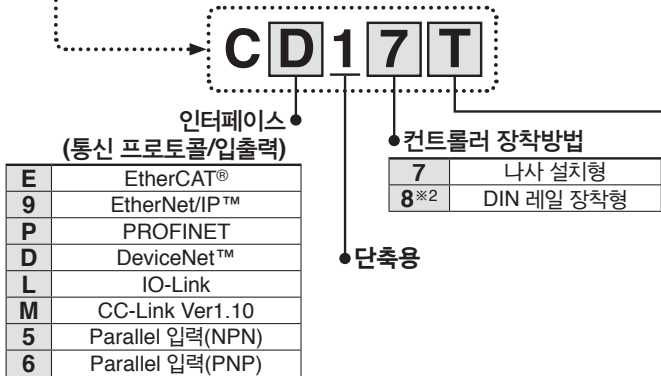 CD17T
인터페이스
(통신 프로토콜/입출력)
E EtherCAT®
9 EtherNet/IP™
P PROFINET
D DeviceNet™
L IO-Link
M CC-Link Ver1.10
5 Parallel 입력(NPN)
6 Parallel 입력(PNP)
단축용
컨트롤러 장착방법
7 나사 설치형
8※2 DIN 레일 장착형